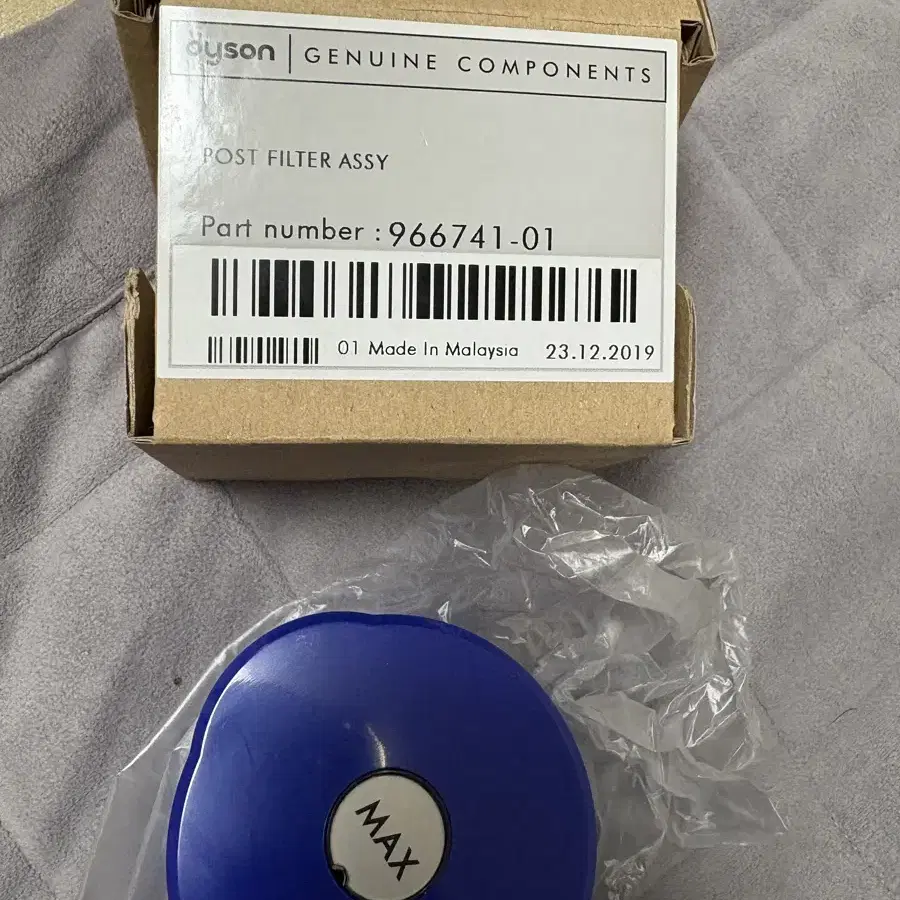 dyson | GENUINE COMPONENTS
POST FILTER ASSY
Part number : 966741-01
01 Made In Malaysia 23.12.2019
MAX